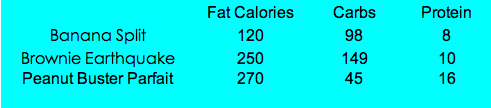 Fat Calories Carbs Protein
Banana Split 120 98 8
Brownie Earthquake 250 149 10
Peanut Buster Parfait 270 45 16